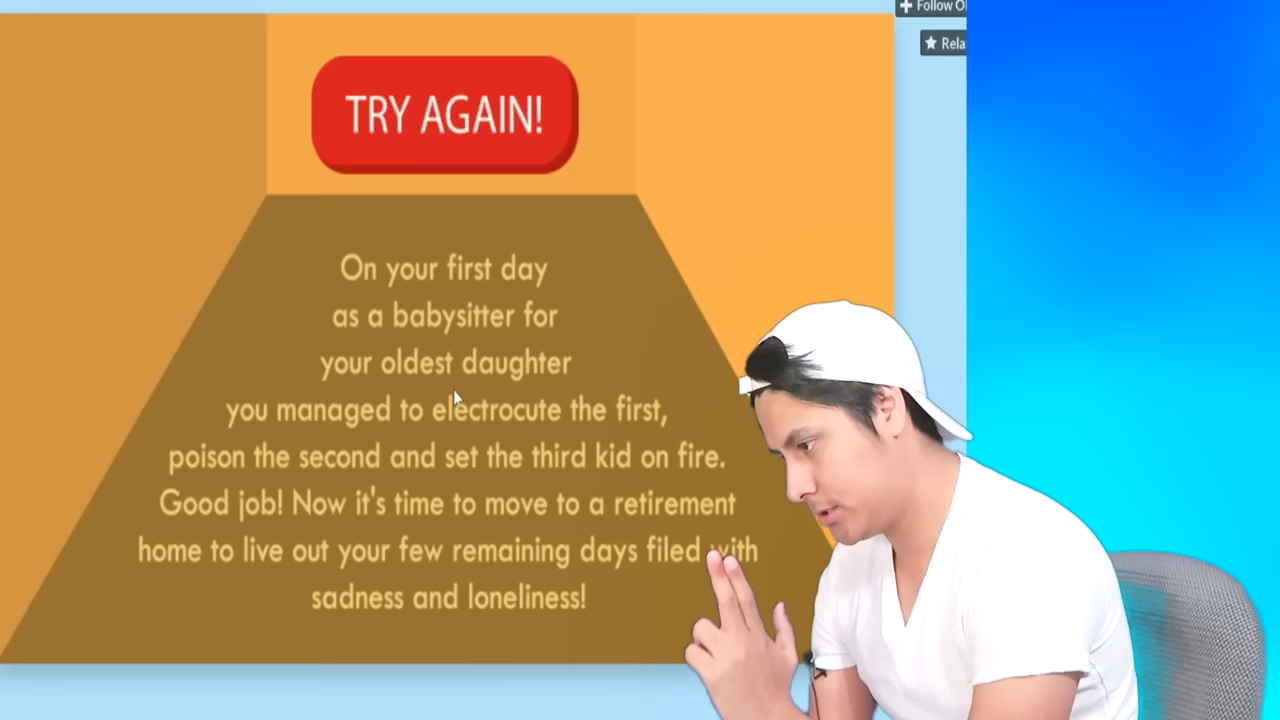 Follow O
Rela
TRY AGAIN!
On your first day
as a babysitter for
your oldest daughter
you managed to electrocute the first,
poison the second and set the third kid on fire.
Good job! Now it's time to move to a retirement
home to live out your few remaining days filed with
sadness and loneliness!